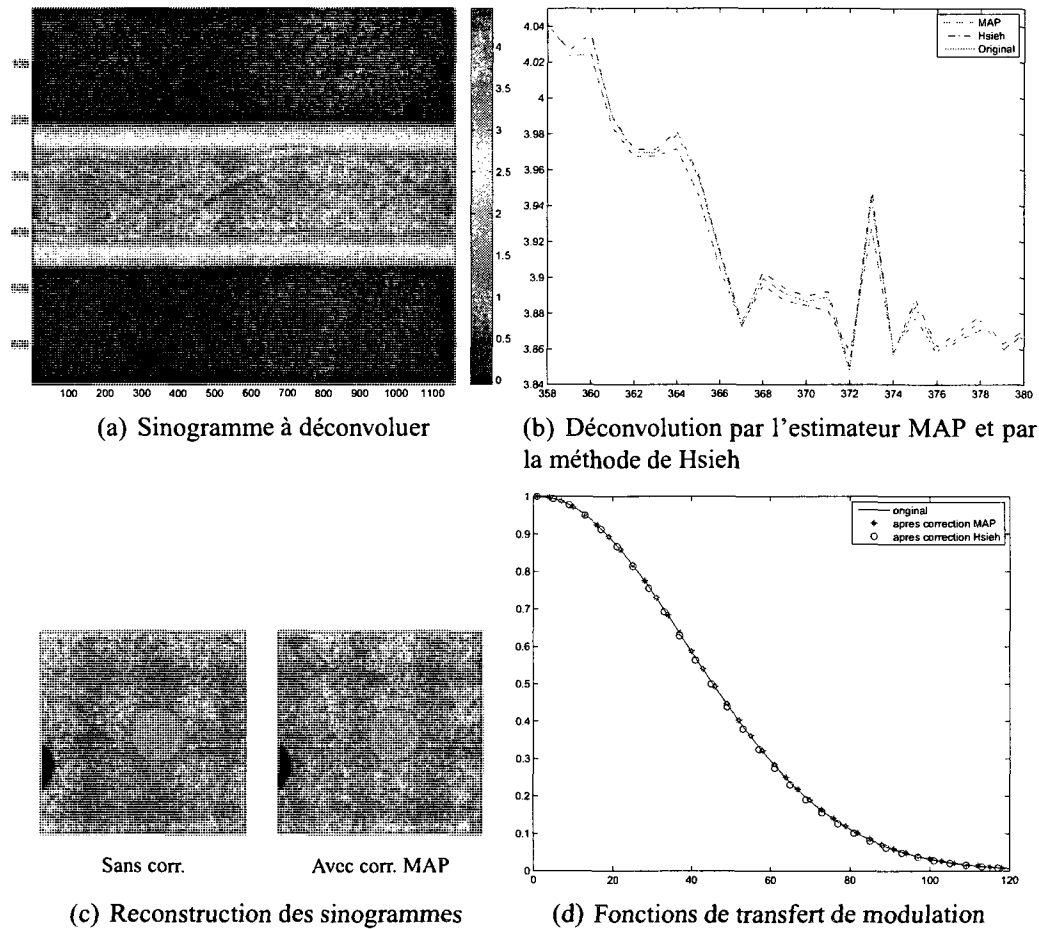 4
3.5
3
2.5
2
1.5
1
0.5
0
100 200 300 400 500 600 700 800 900 1000 1100
(a) Sinogramme à déconvoluer
4.05
4.04
4
3.98
3.94
3.9
3.88
3.86
3.84
358 360 362 364 366 368 370 372 374 376 378 380
MAP
Hsieh
Original
(b) Déconvolution par l'estimateur MAP et par
la méthode de Hsieh
Sans corr.
Avec corr. MAP
(c) Reconstruction des sinogrammes
1
0.9
0.8
0.7
0.6
0.5
0.4
0.3
0.2
0.1
0
0 20 40 60 80 100 120
original
apres correction MAP
apres correction Hsieh
(d) Fonctions de transfert de modulation